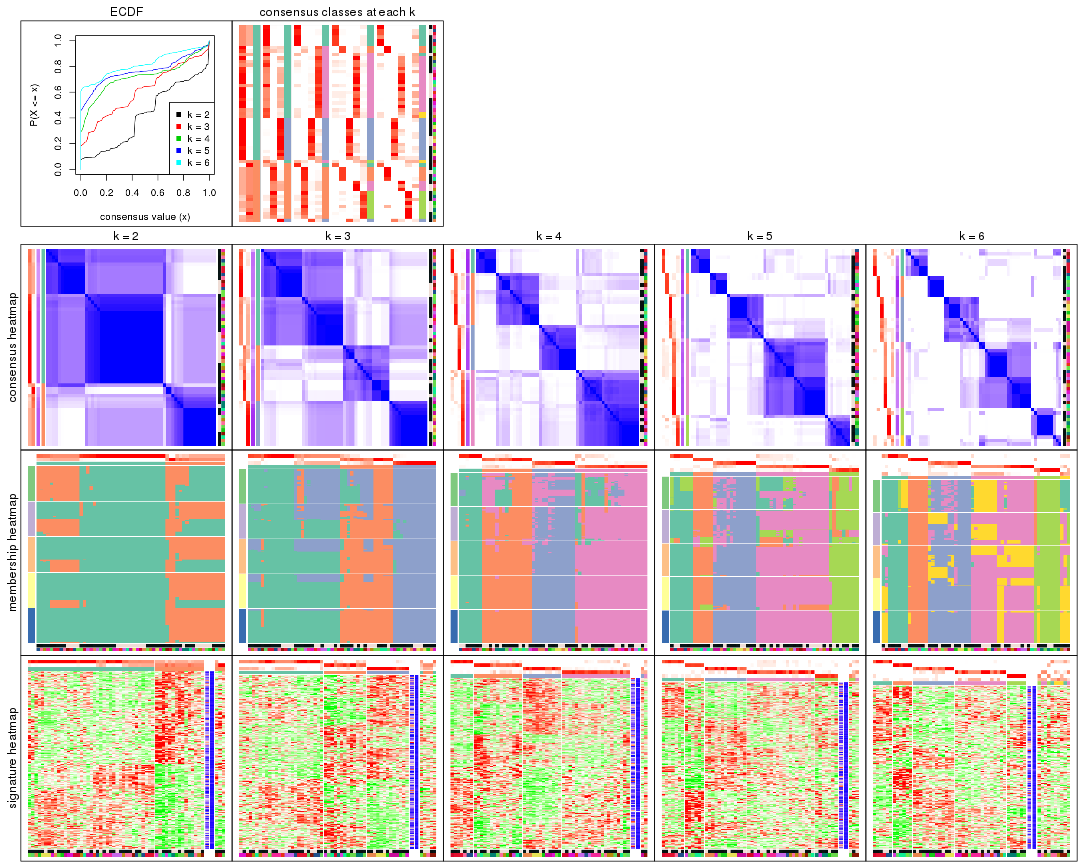 ECDF
consensus classes at each k
P(X <= x)
0.0 0.2 0.4 0.6 0.8 1.0
k = 2
k = 3
k = 4
k = 5
k = 6
0.0 0.2 0.4 0.6 0.8 1.0
consensus value (x)
k = 2 k = 3 k = 4 k = 5 k = 6
consensus heatmap
membership heatmap
signature heatmap